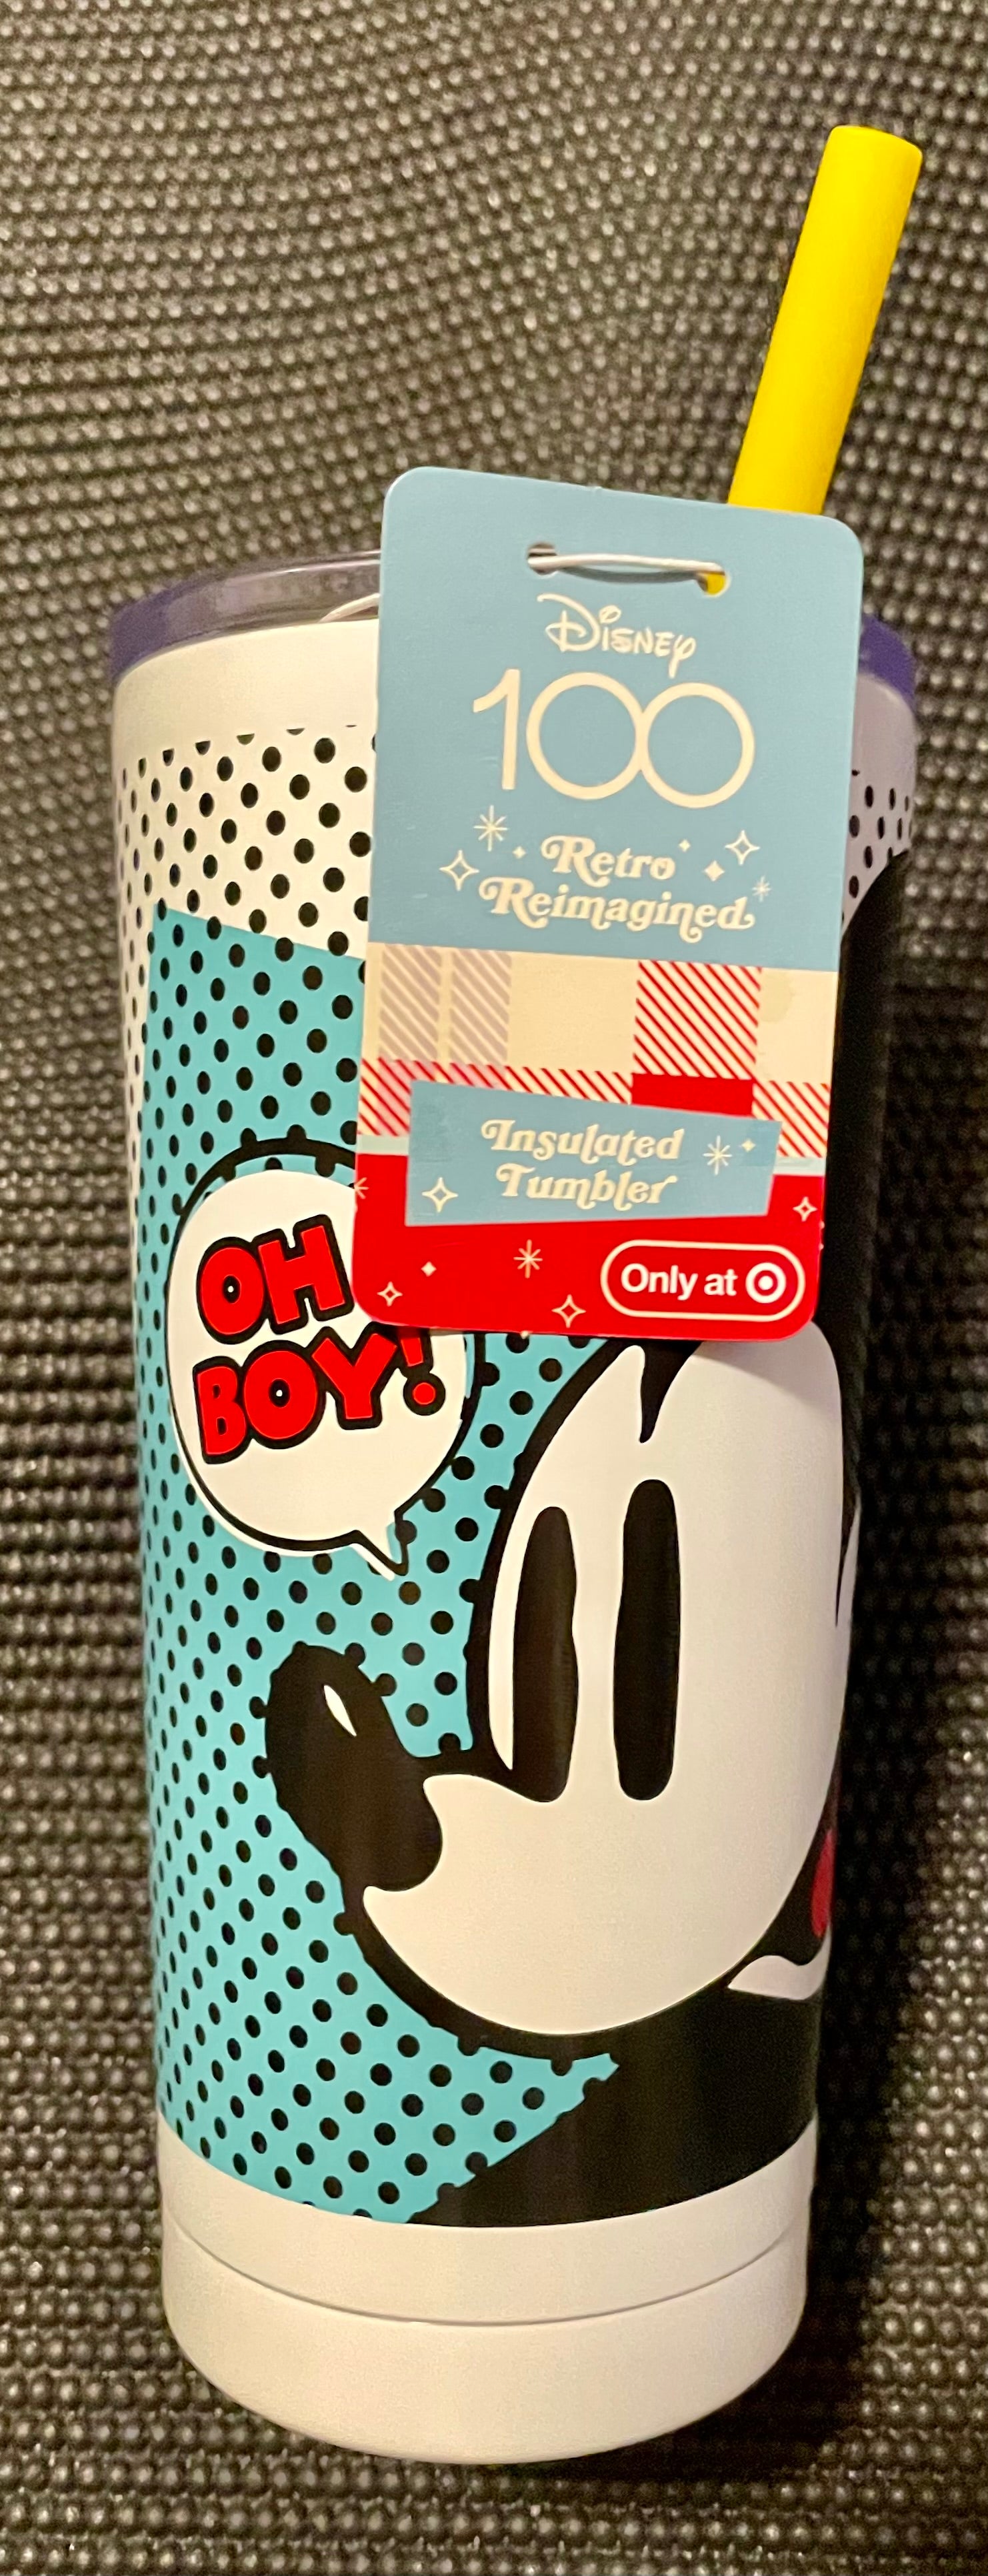 Disney
100
Retro
Reimagined
Insulated
Tumbler
Only at
OH
BOY!